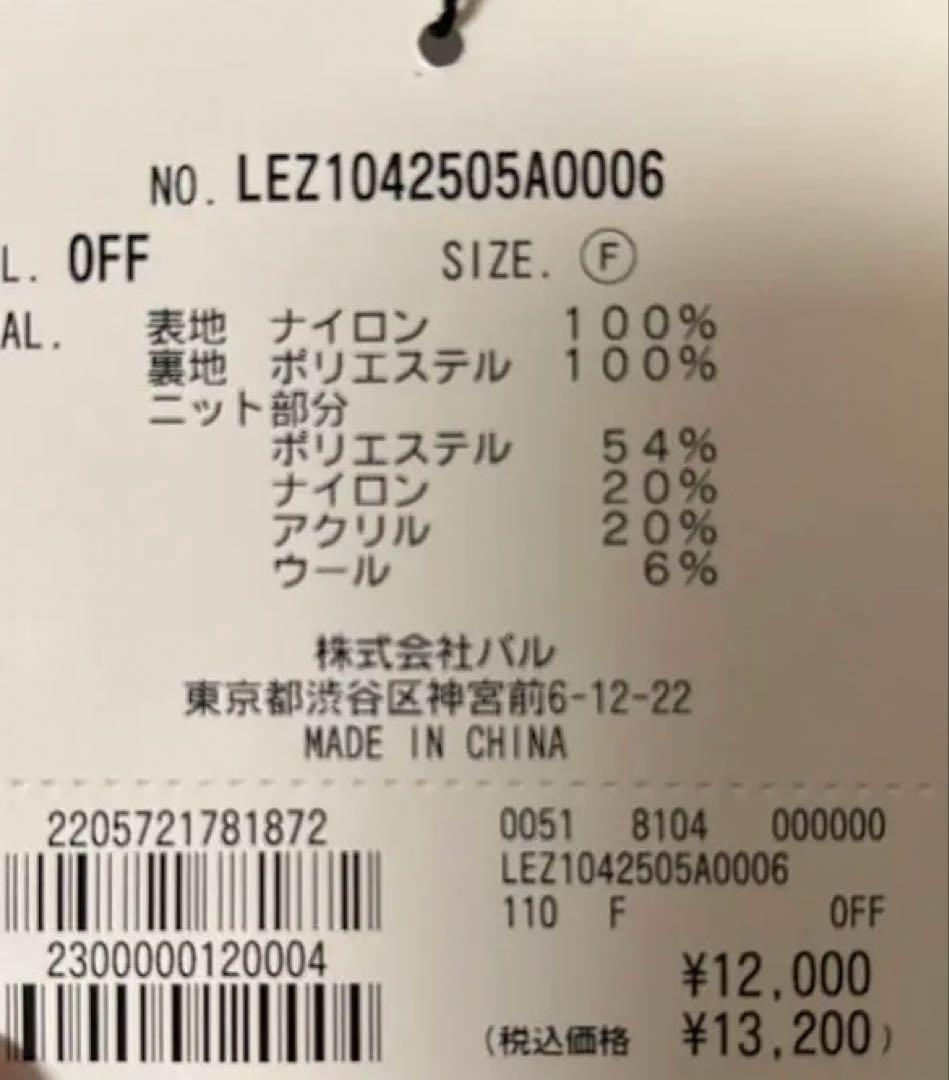 NO. LEZ1042505A0006
L. OFF SIZE. Ⓕ
AL. 表地 ナイロン 100%
裏地 ポリエステル 100%
ニット部分
ポリエステル 54%
ナイロン 20%
アクリル 20%
ウール 6%
株式会社パル
東京都渋谷区神宮前6-12-22
MADE IN CHINA
2205721781872
2300000120004
0051 8104 000000
LEZ1042505A0006
110 F OFF
¥12,000
(税込価格 ¥13,200)